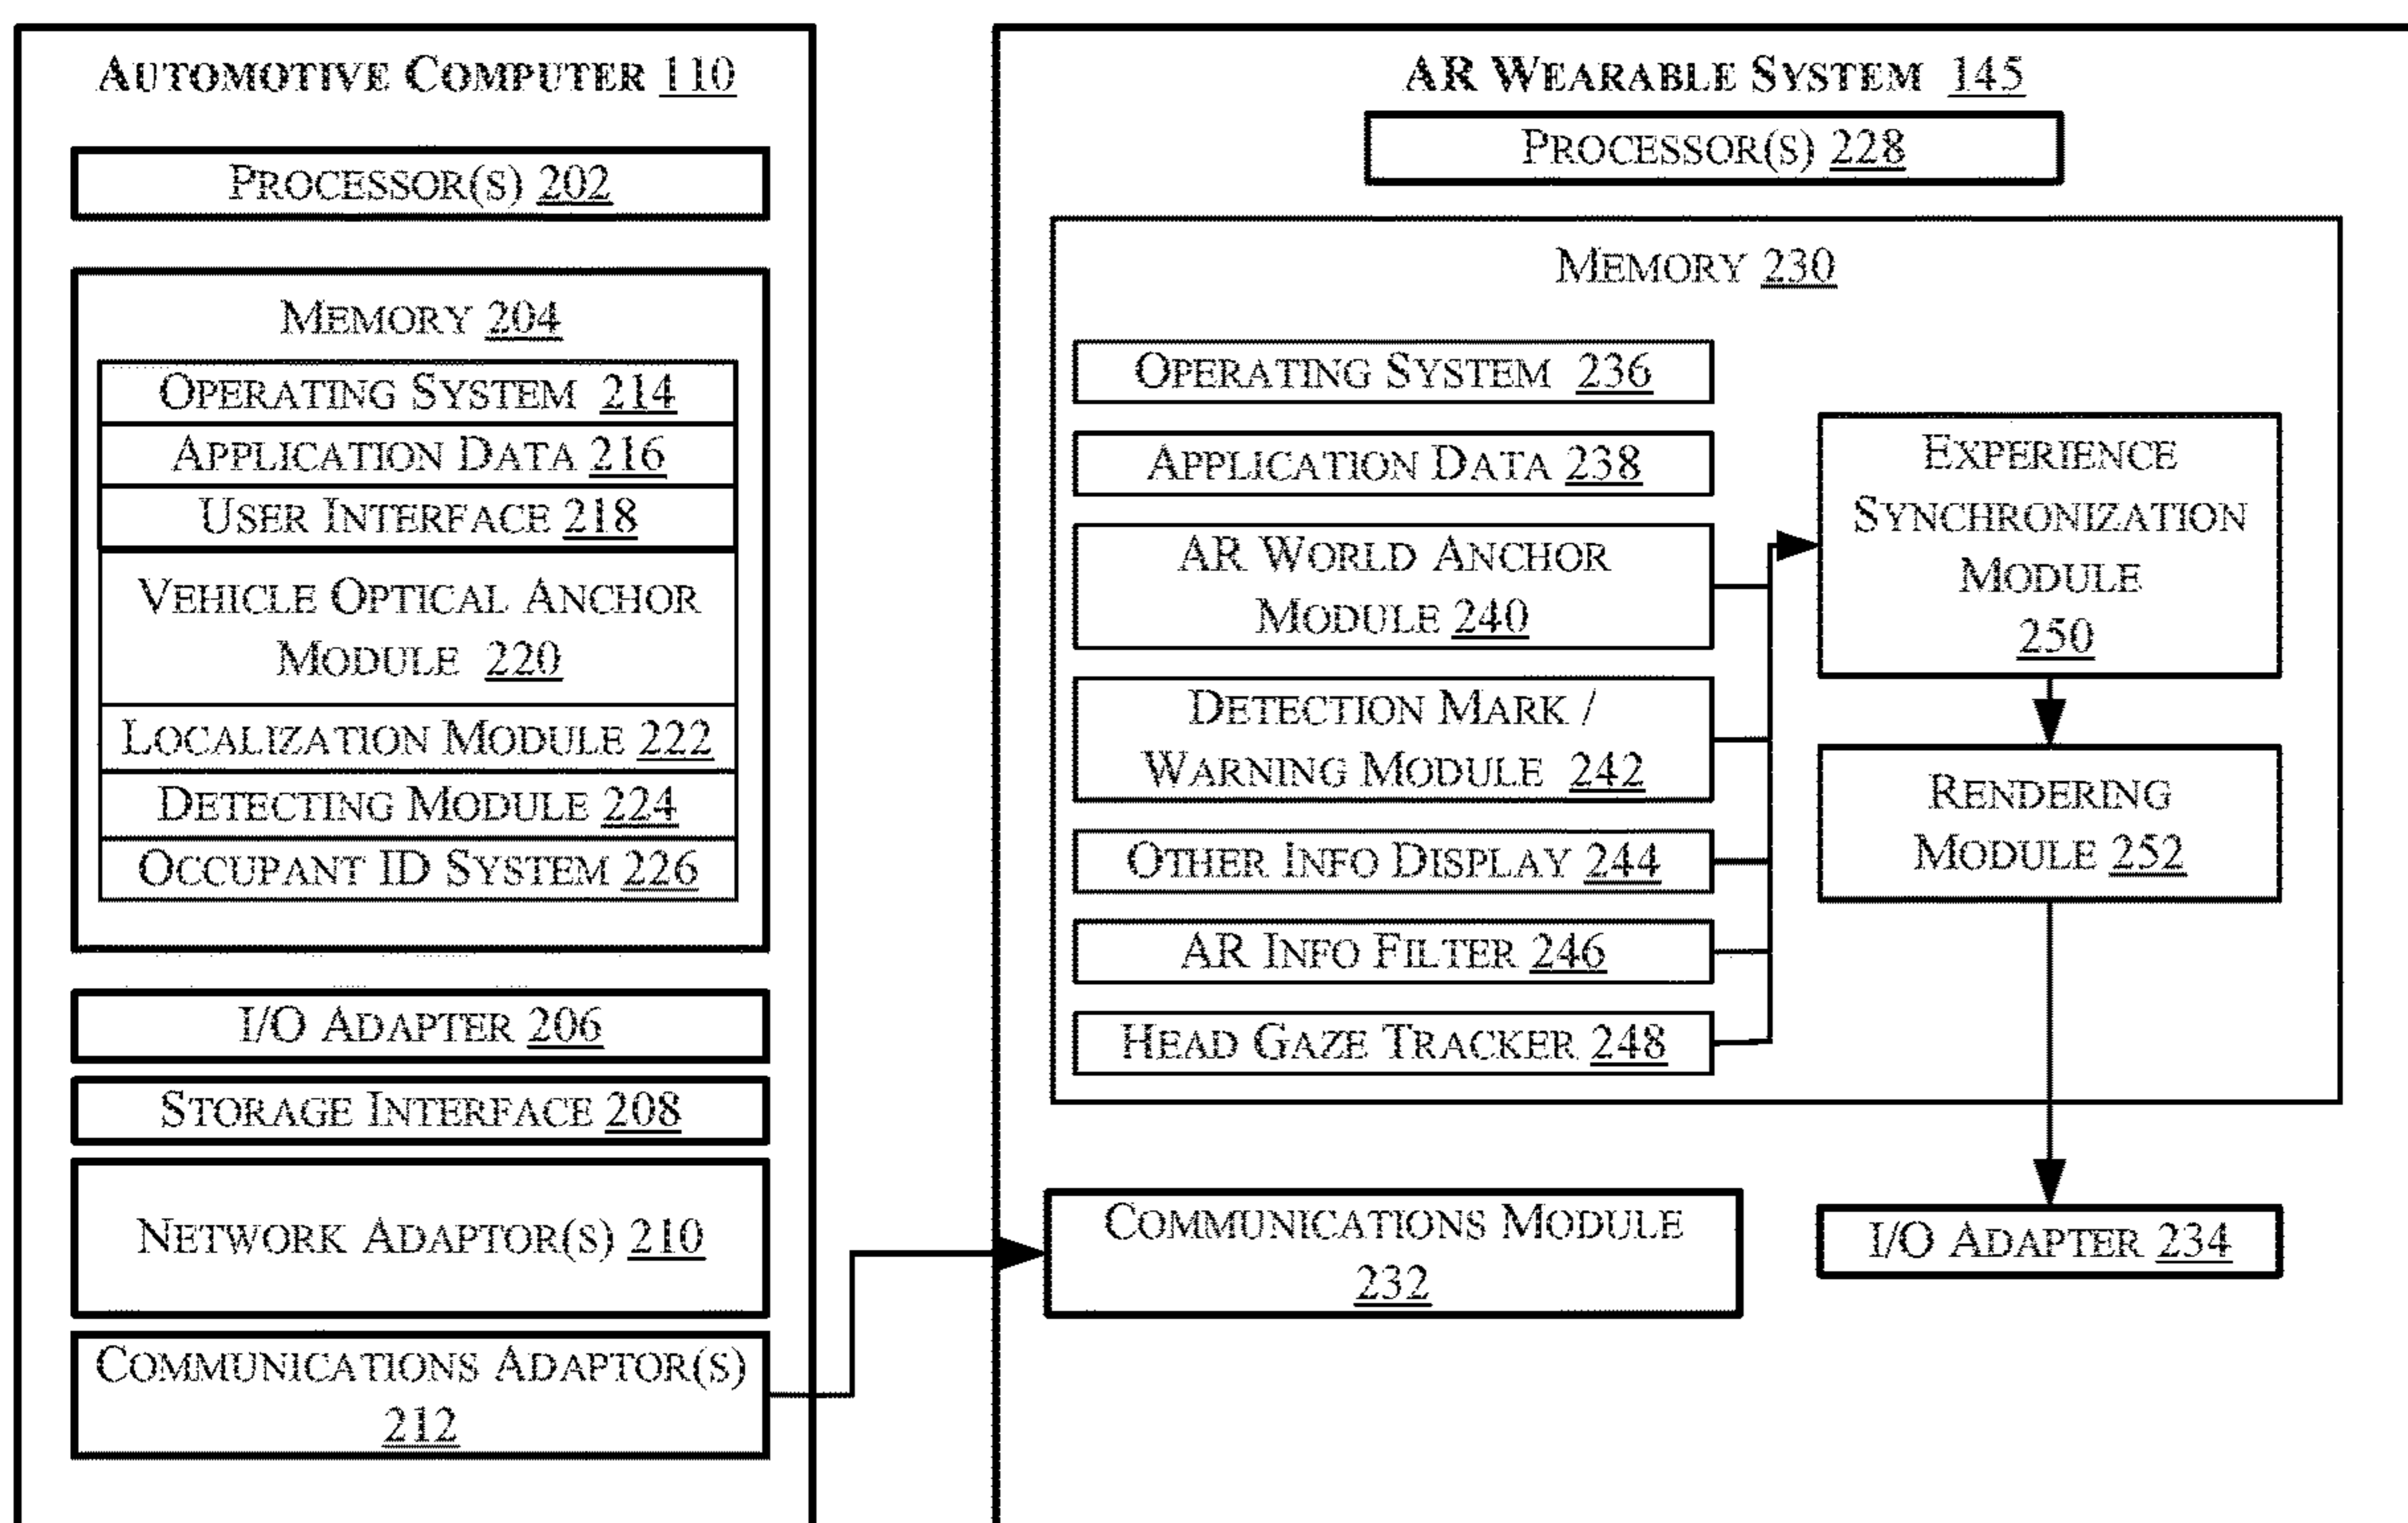 AUTOMOTIVE COMPUTER 110
PROCESSOR(S) 202
MEMORY 204
OPERATING SYSTEM 214
APPLICATION DATA 216
USER INTERFACE 218
VEHICLE OPTICAL ANCHOR
MODULE 220
LOCALIZATION MODULE 222
DETECTING MODULE 224
OCCUPANT ID SYSTEM 226
I/O ADAPTER 206
STORAGE INTERFACE 208
NETWORK ADAPTOR(S) 210
COMMUNICATIONS ADAPTOR(S)
212
AR WEARABLE SYSTEM 145
PROCESSOR(S) 228
MEMORY 230
OPERATING SYSTEM 236
APPLICATION DATA 238
AR WORLD ANCHOR
MODULE 240
DETECTION MARK /
WARNING MODULE 242
OTHER INFO DISPLAY 244
AR INFO FILTER 246
HEAD GAZE TRACKER 248
EXPERIENCE
SYNCHRONIZATION
MODULE
250
RENDERING
MODULE 252
COMMUNICATIONS MODULE
232
I/O ADAPTER 234